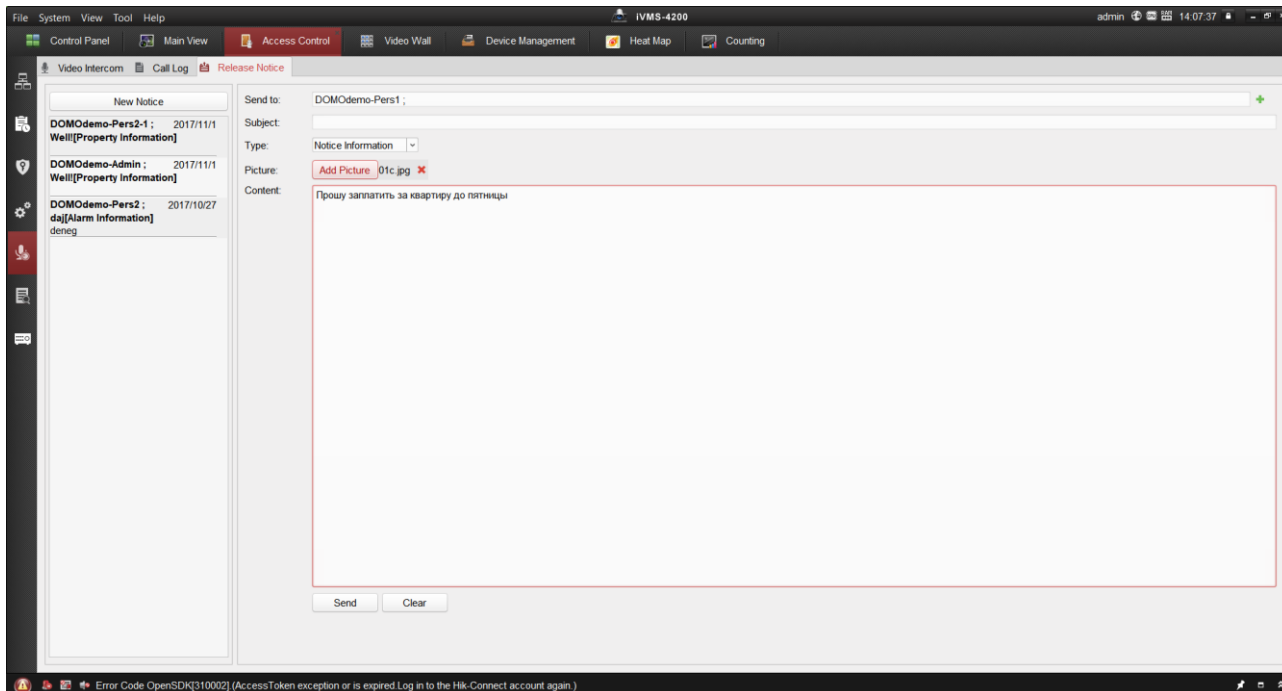 File System View Tool Help
iVMS-4200
admin 14:07:37
Control Panel Main View Access Control Video Wall Device Management Heat Map Counting
Video Intercom Call Log Release Notice
New Notice
DOMOdemo-Pers2-1 ; 2017/11/1
Well![Property Information]
DOMOdemo-Admin ; 2017/11/1
Well![Property Information]
DOMOdemo-Pers2 ; 2017/10/27
daj[Alarm Information]
deneg
Send to: DOMOdemo-Pers1 ;
Subject:
Type: Notice Information
Picture: Add Picture 01c.jpg
Content:
Прошу заплатить за квартиру до пятницы
Send Clear
Error Code OpenSDK[310002].(AccessToken exception or is expired.Log in to the Hik-Connect account again.)